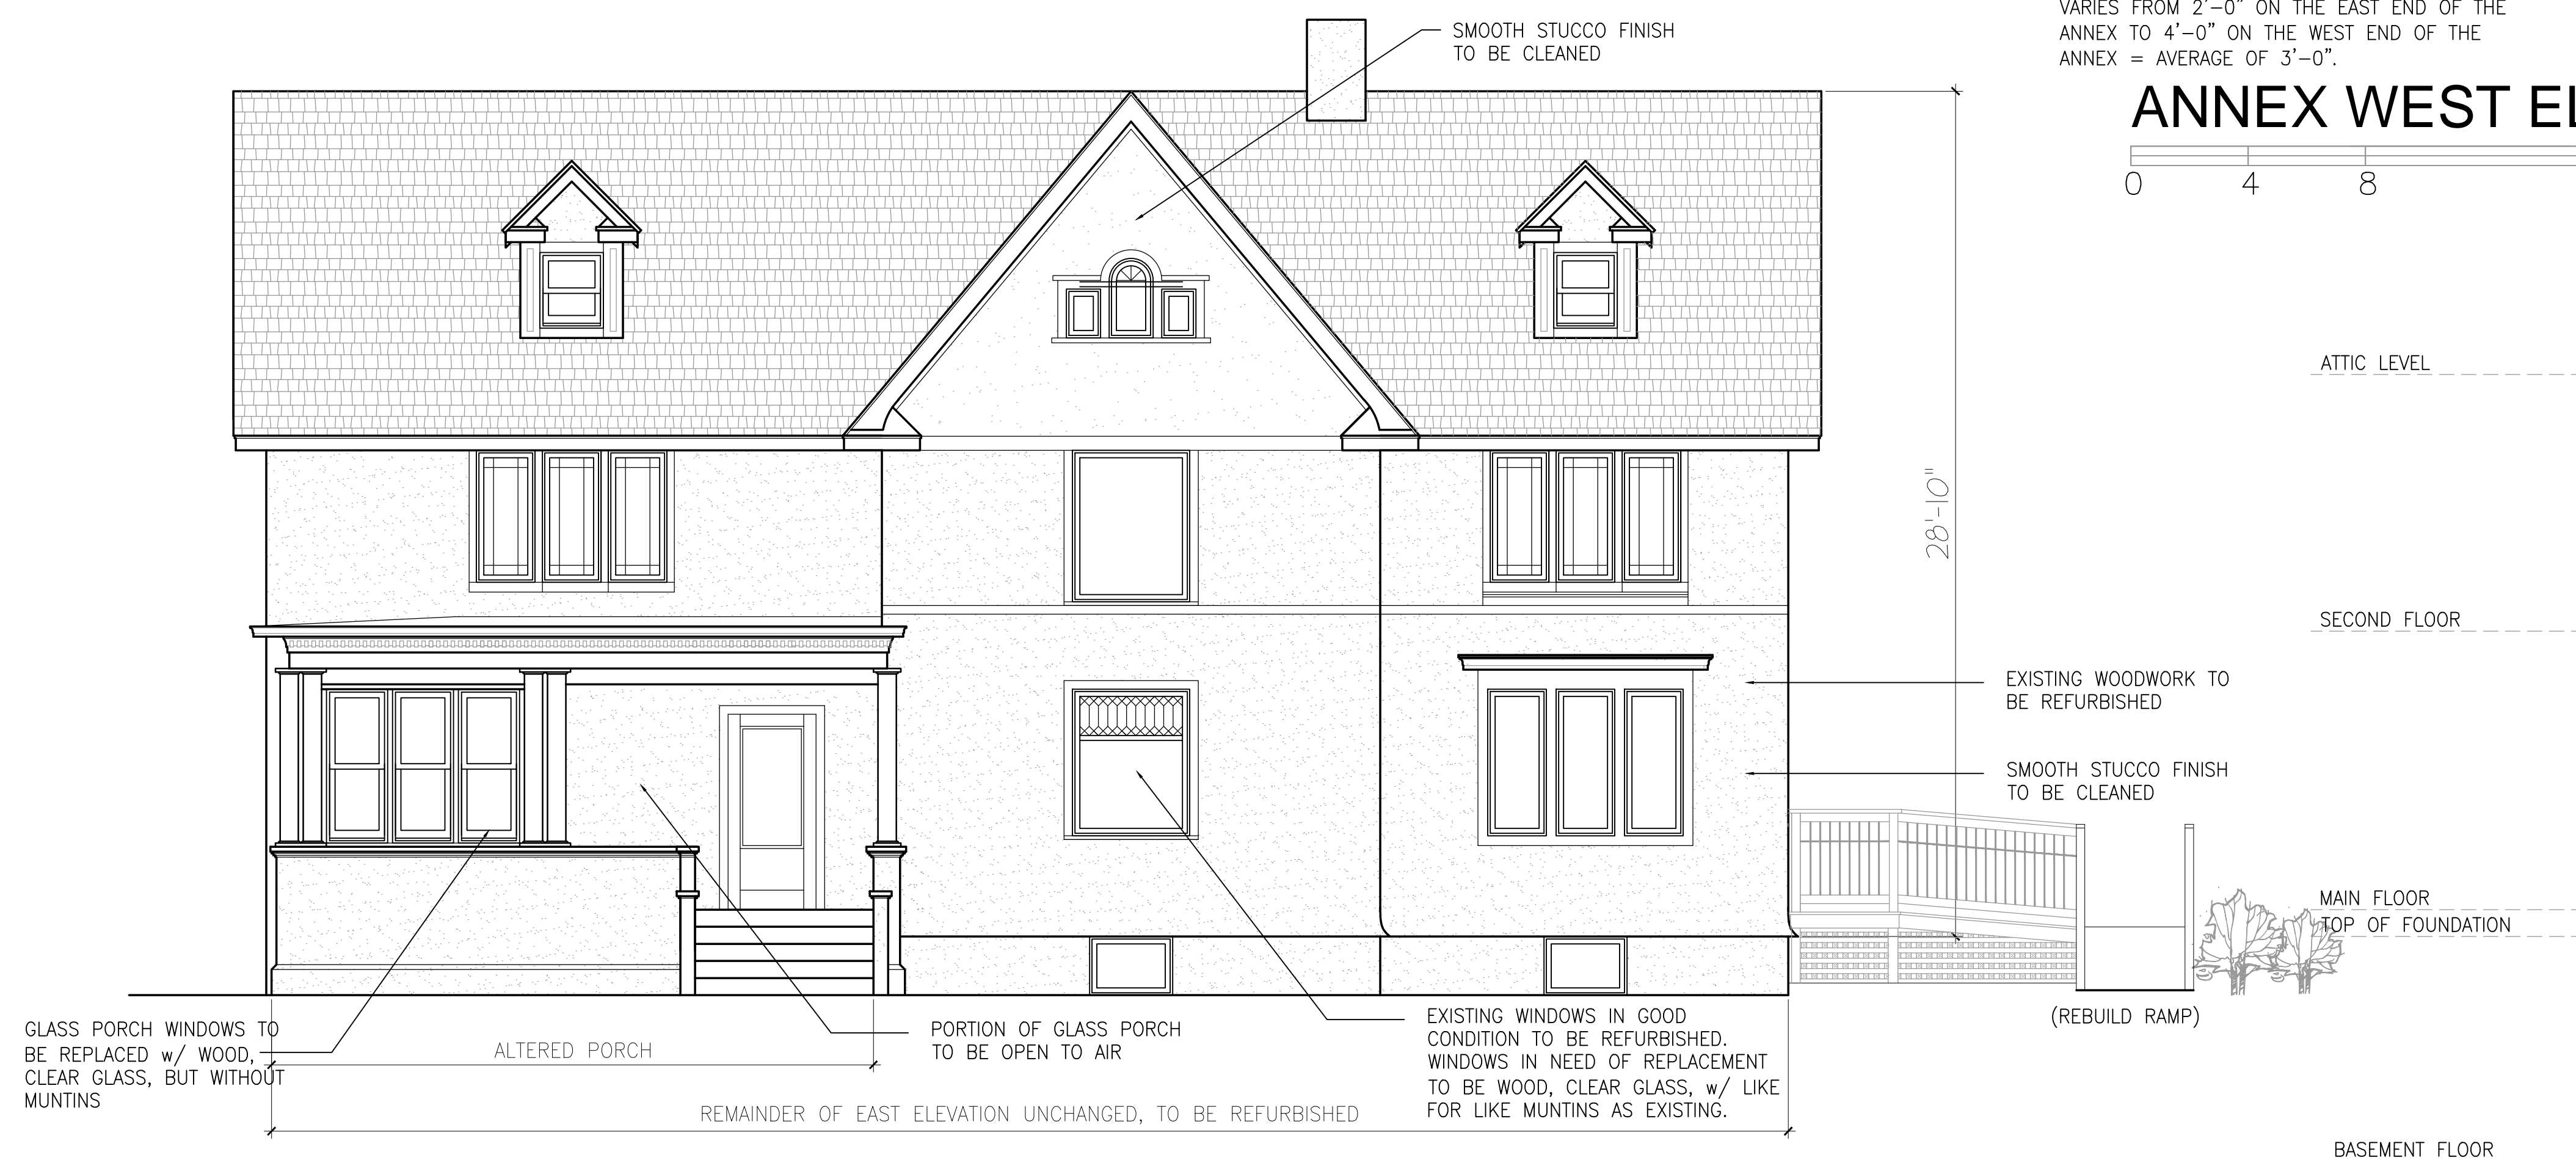 VARIES FROM 2'-0" ON THE EAST END OF THE
ANNEX TO 4'-0" ON THE WEST END OF THE
ANNEX = AVERAGE OF 3'-0".
ANNEX WEST EL
0 4 8
SMOOTH STUCCO FINISH
TO BE CLEANED
ATTIC LEVEL
28'-10"
SECOND FLOOR
EXISTING WOODWORK TO
BE REFURBISHED
SMOOTH STUCCO FINISH
TO BE CLEANED
MAIN FLOOR
TOP OF FOUNDATION
(REBUILD RAMP)
GLASS PORCH WINDOWS TO
BE REPLACED w/ WOOD,
CLEAR GLASS, BUT WITHOUT
MUNTINS
ALTERED PORCH
PORTION OF GLASS PORCH
TO BE OPEN TO AIR
EXISTING WINDOWS IN GOOD
CONDITION TO BE REFURBISHED.
WINDOWS IN NEED OF REPLACEMENT
TO BE WOOD, CLEAR GLASS, w/ LIKE
FOR LIKE MUNTINS AS EXISTING.
REMAINDER OF EAST ELEVATION UNCHANGED, TO BE REFURBISHED
BASEMENT FLOOR